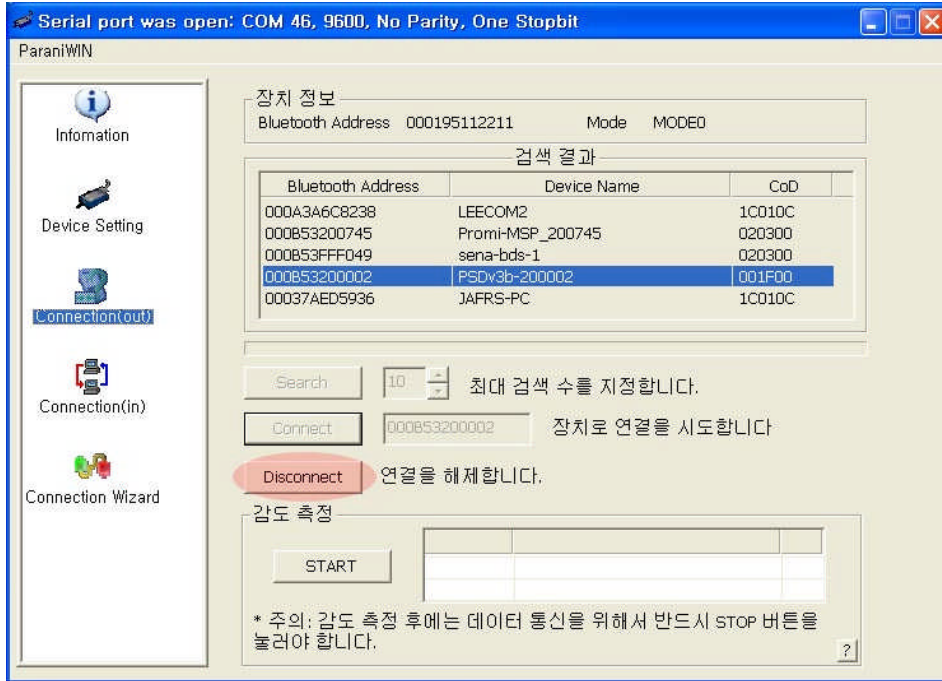 Serial port was open: COM 46, 9600, No Parity, One Stopbit
ParaniWIN
Infomation
Device Setting
Connection(out)
Connection(in)
Connection Wizard
장치 정보
Bluetooth Address 000195112211 Mode MODE0
검색 결과
Bluetooth Address Device Name CoD
000A3A6C8238 LEECOM2 1C010C
000B53200745 Promi-MSP_200745 020300
000B53FFF049 sena-bds-1 020300
000B53200002 PSDv3b-200002 001F00
00037AED5936 JAFRS-PC 1C010C
Search 10 최대 검색 수를 지정합니다.
Connect 000B53200002 장치로 연결을 시도합니다
Disconnect 연결을 해제합니다.
감도 측정
START
* 주의: 감도 측정 후에는 데이터 통신을 위해서 반드시 STOP 버튼을
눌러야 합니다.
?